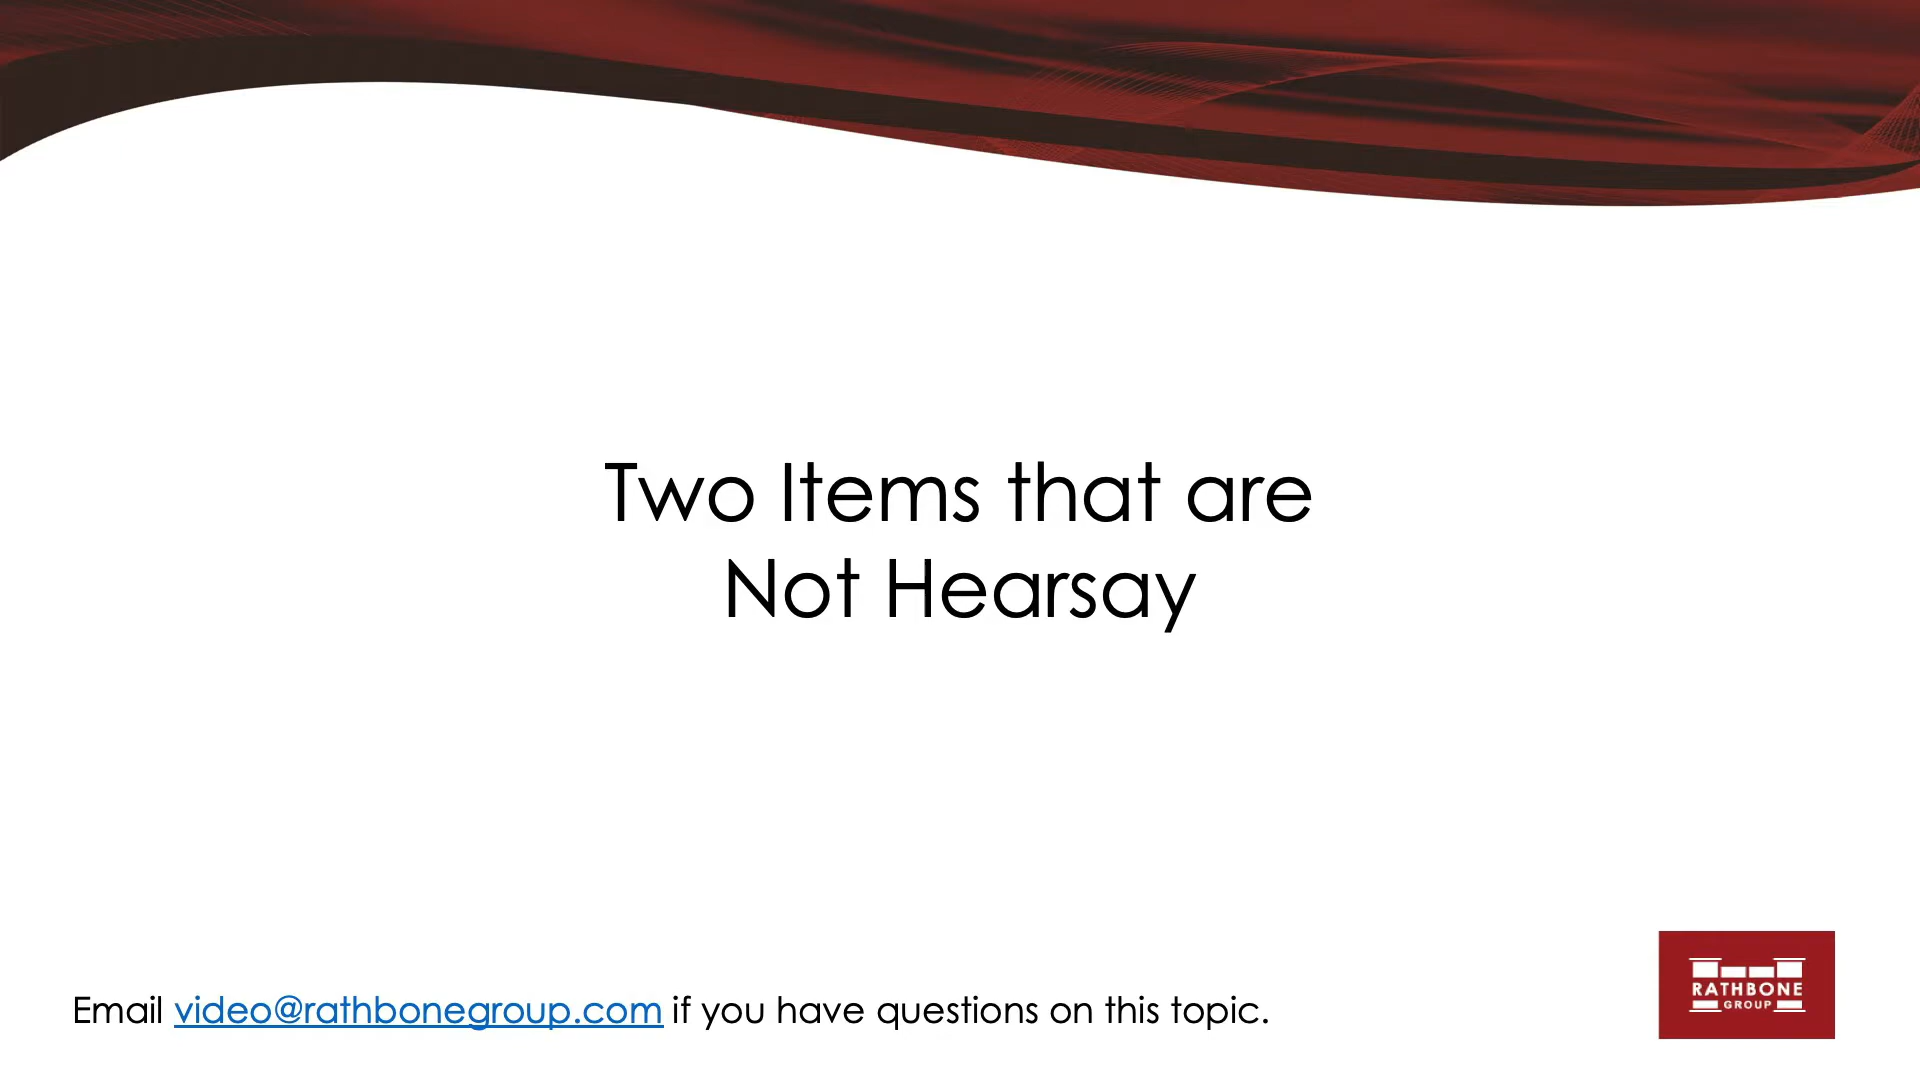 Two Items that are
Not Hearsay
Email video@rathbonegroup.com if you have questions on this topic.
RATHBONE
GROUP